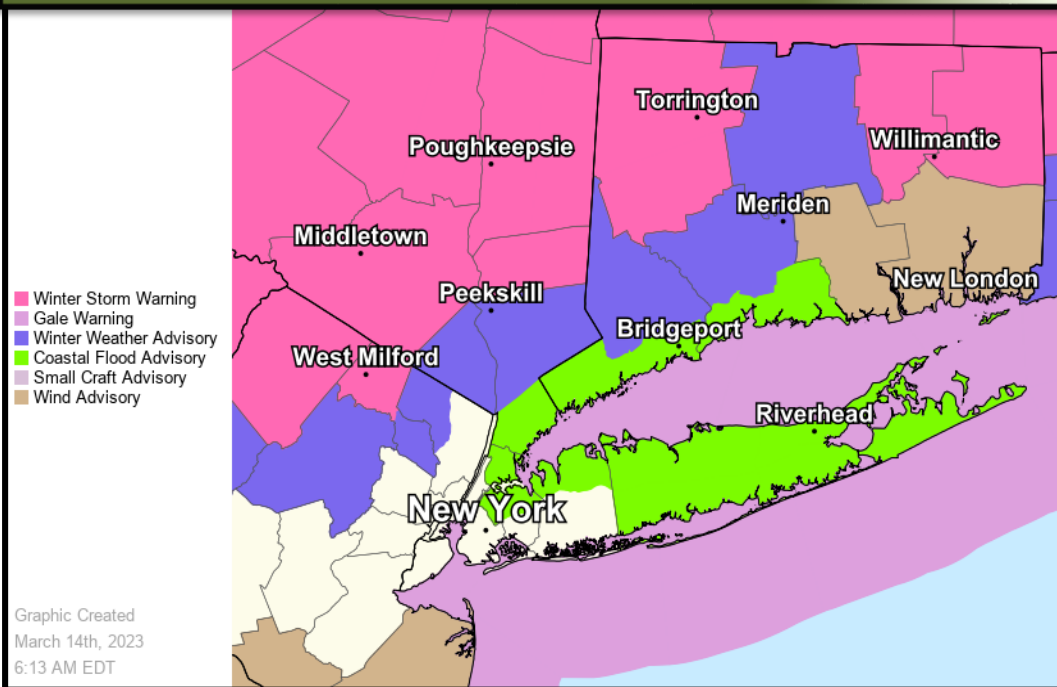 Torrington
Willimantic
Poughkeepsie
Meriden
Middletown
New London
Peekskill
Winter Storm Warning
Gale Warning
Bridgeport
Winter Weather Advisory
West Milford
Coastal Flood Advisory
Small Craft Advisory
Wind Advisory
Riverhead
New York
Graphic Created
March 14th, 2023
6:13 AM EDT